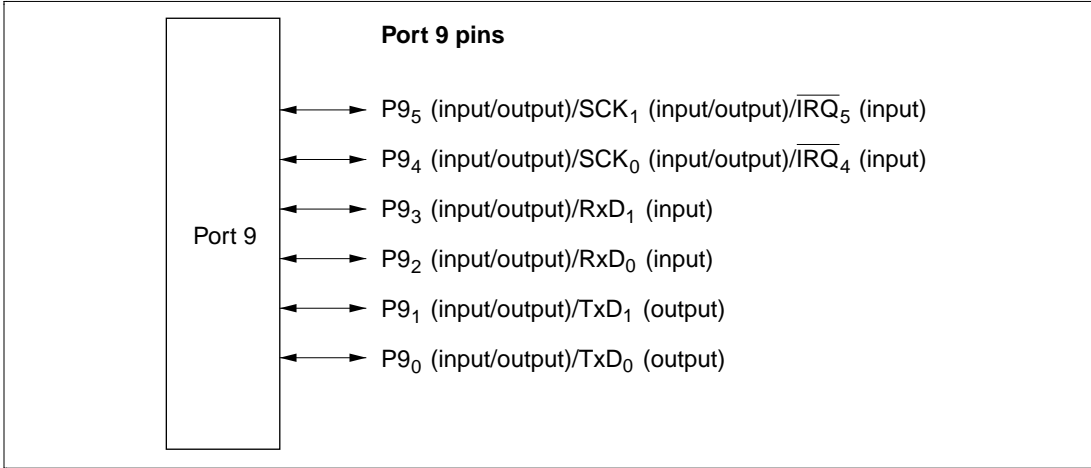 Port 9 pins
P9₅ (input/output)/SCK₁ (input/output)/I̅R̅Q̅₅ (input)
P9₄ (input/output)/SCK₀ (input/output)/I̅R̅Q̅₄ (input)
P9₃ (input/output)/RxD₁ (input)
Port 9
P9₂ (input/output)/RxD₀ (input)
P9₁ (input/output)/TxD₁ (output)
P9₀ (input/output)/TxD₀ (output)